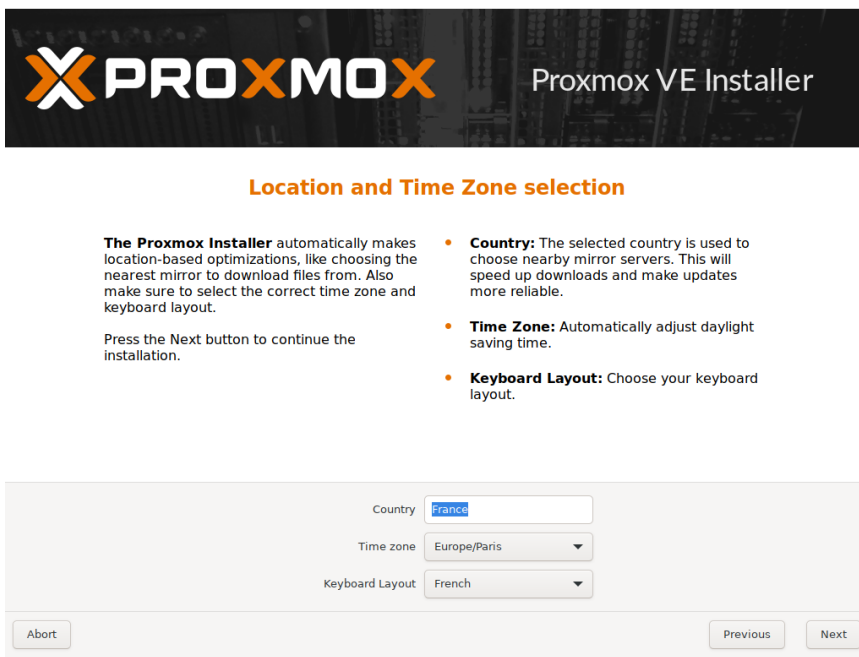 PROXMOX
Proxmox VE Installer
Location and Time Zone selection
The Proxmox Installer automatically makes
location-based optimizations, like choosing the
nearest mirror to download files from. Also
make sure to select the correct time zone and
keyboard layout.
Press the Next button to continue the
installation.
• Country: The selected country is used to
choose nearby mirror servers. This will
speed up downloads and make updates
more reliable.
• Time Zone: Automatically adjust daylight
saving time.
• Keyboard Layout: Choose your keyboard
layout.
Country France
Time zone Europe/Paris
Keyboard Layout French
Abort Previous Next